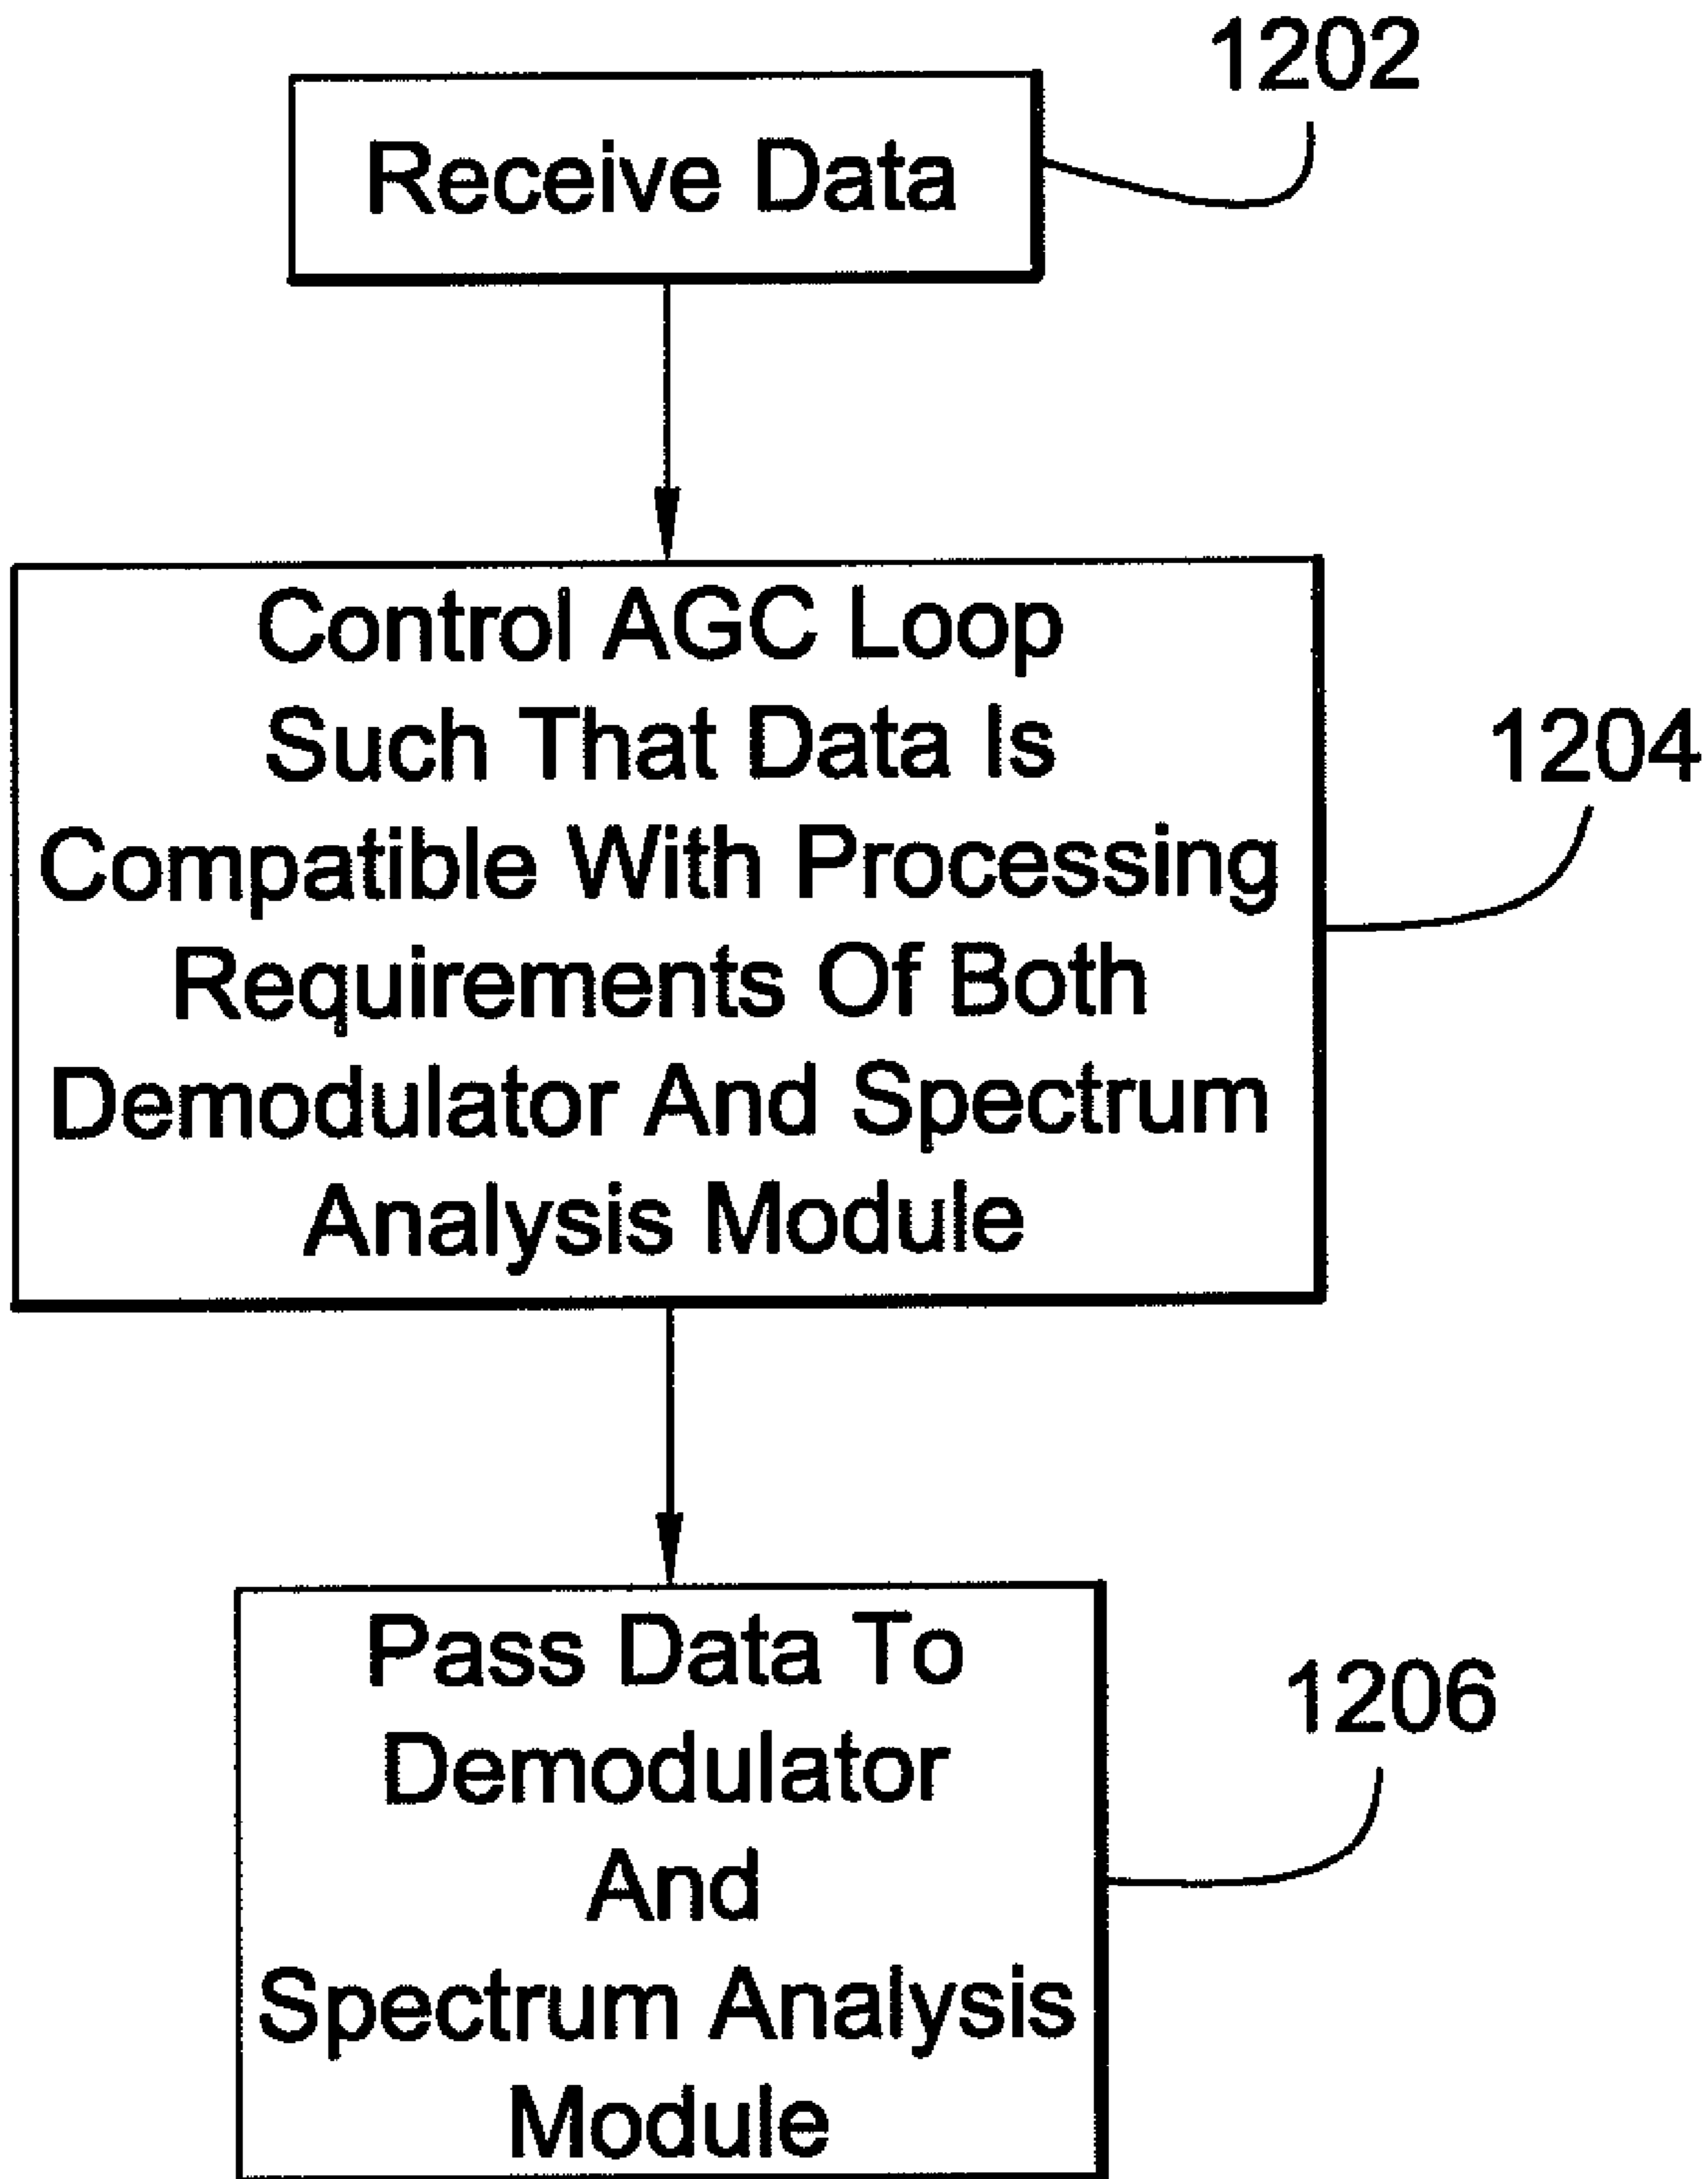 1202
Receive Data
Control AGC Loop
Such That Data Is
Compatible With Processing
Requirements Of Both
Demodulator And Spectrum
Analysis Module
1204
Pass Data To
Demodulator
And
Spectrum Analysis
Module
1206